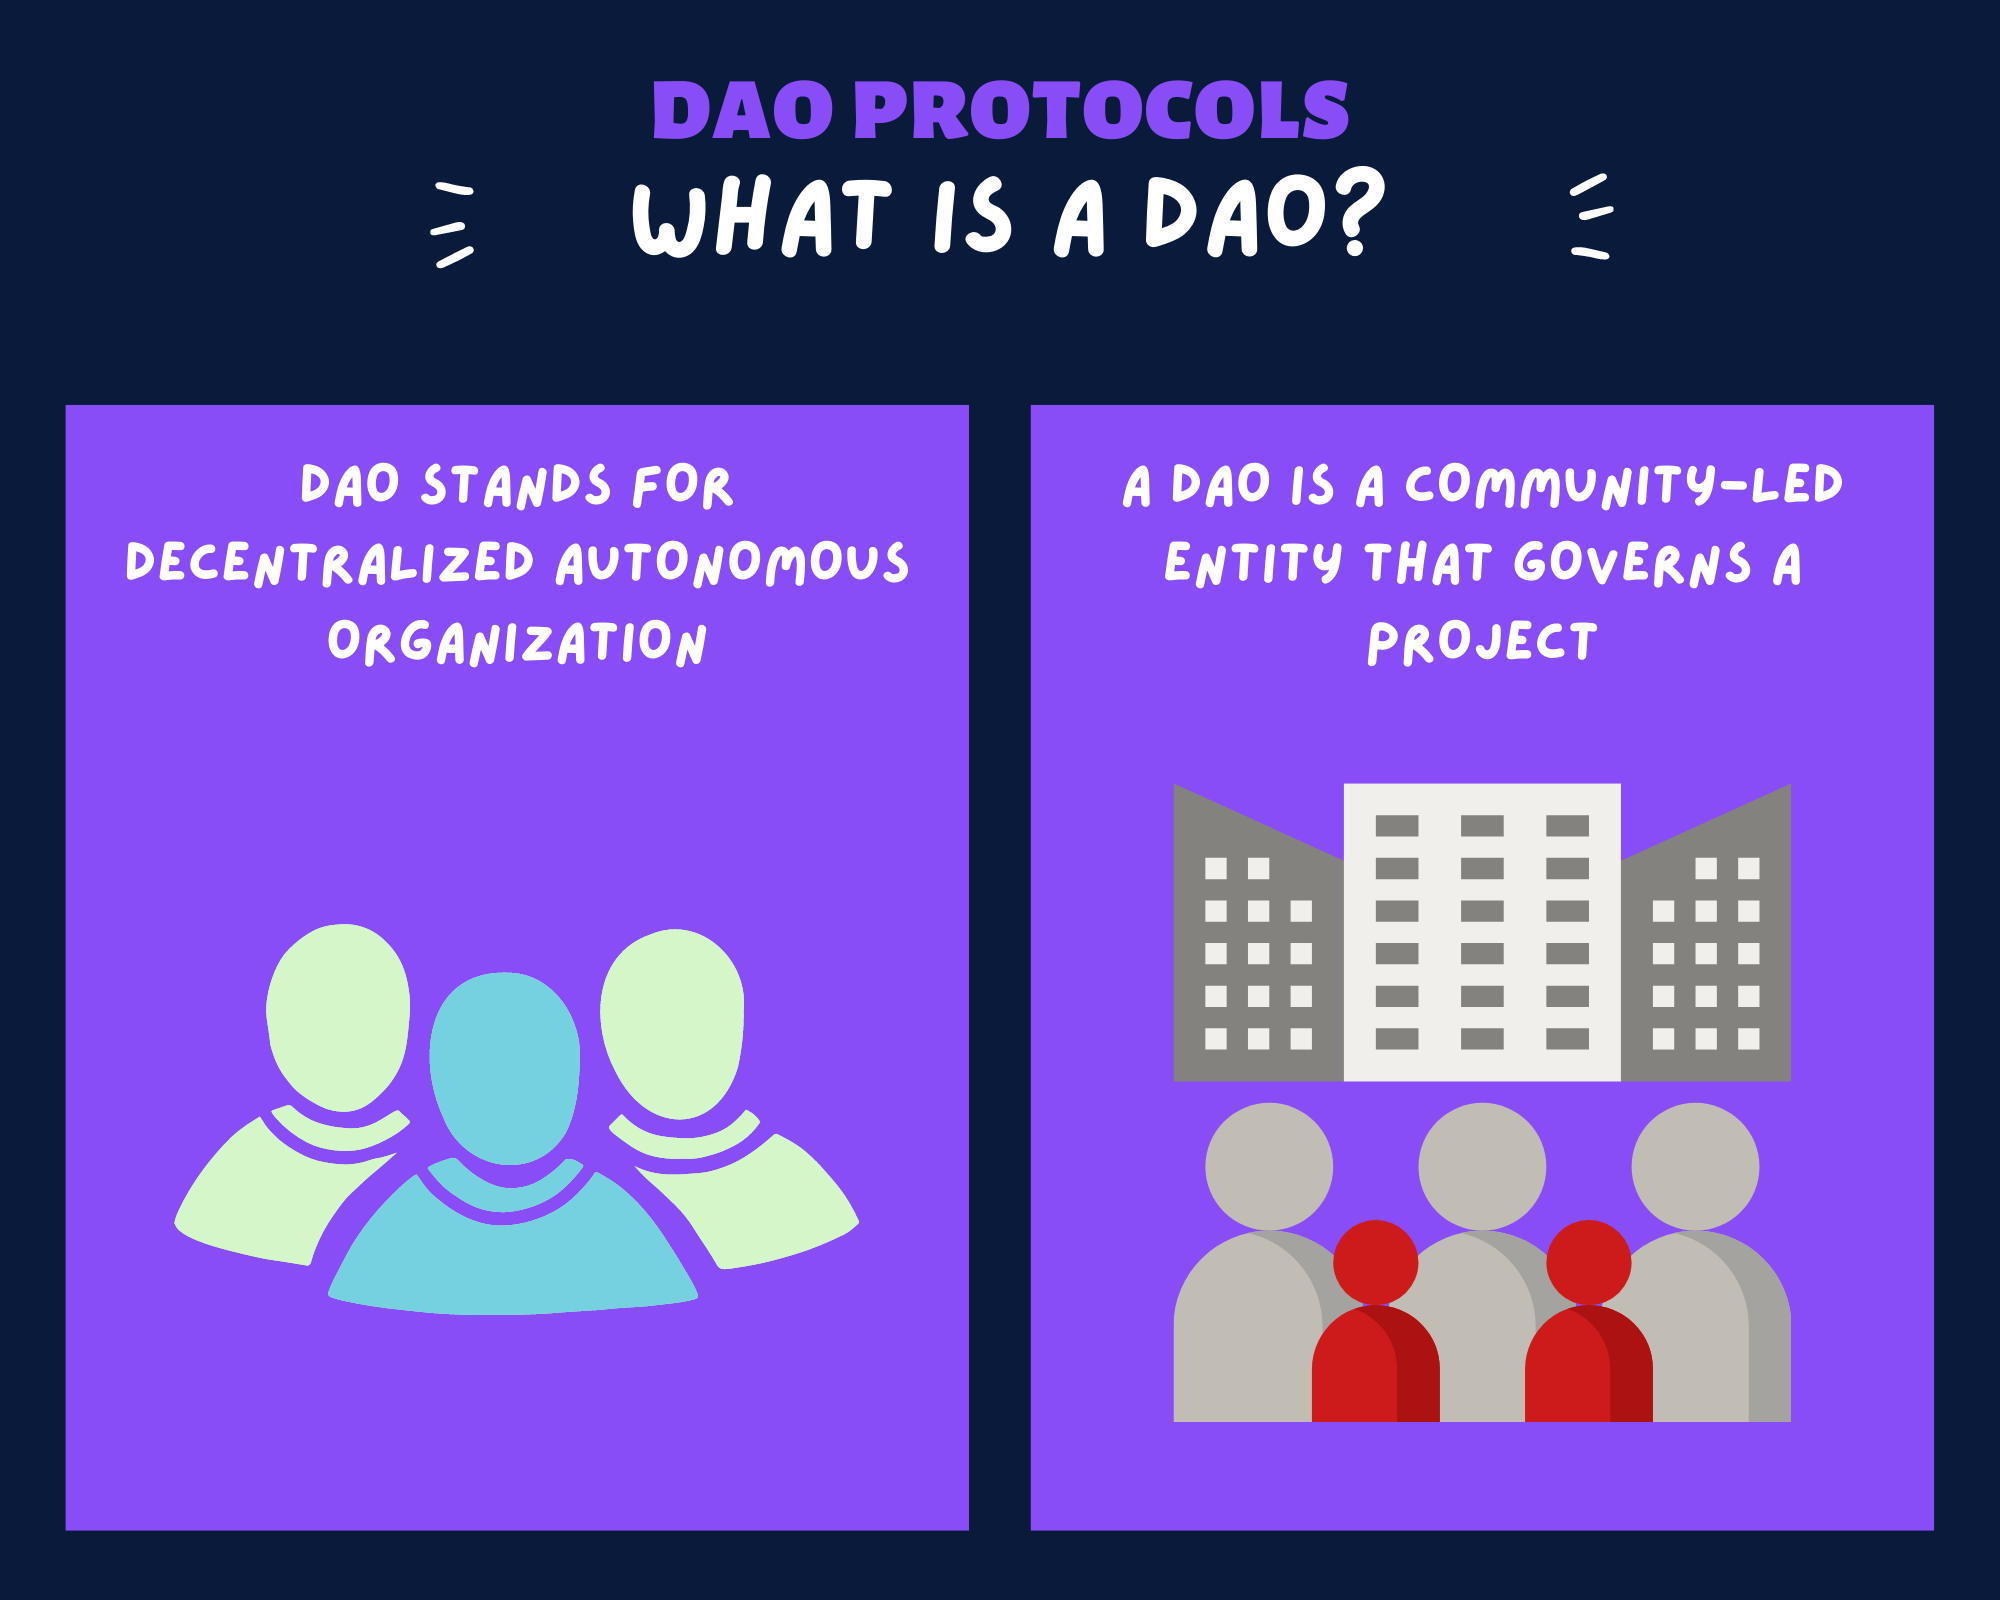 DAO PROTOCOLS
WHAT IS A DAO?
DAO STANDS FOR
DECENTRALIZED AUTONOMOUS
ORGANIZATION
A DAO IS A COMMUNITY-LED
ENTITY THAT GOVERNS A
PROJECT